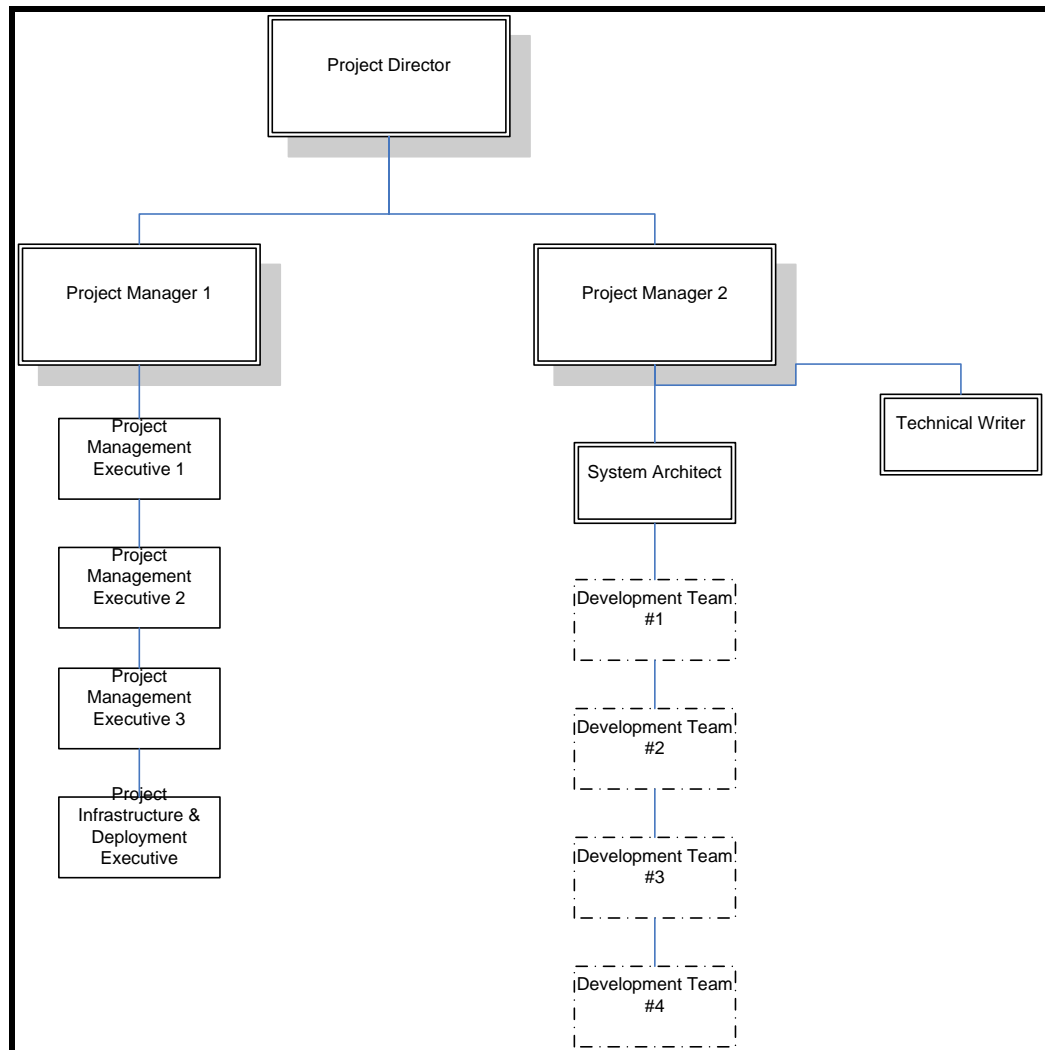 Project Director
Project Manager 1
Project Manager 2
Project
Management
Executive 1
Technical Writer
System Architect
Project
Management
Executive 2
Development Team
#1
Project
Management
Executive 3
Development Team
#2
Project
Infrastructure &
Deployment
Executive
Development Team
#3
Development Team
#4